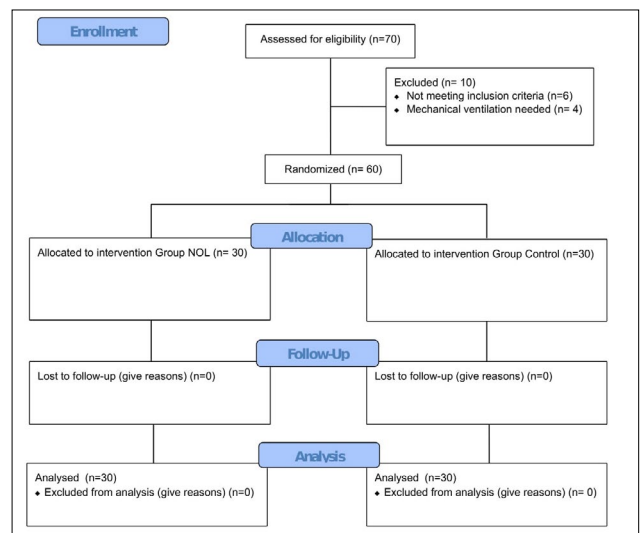 Enrollment
Assessed for eligibility (n=70)
Excluded (n= 10)
⬥ Not meeting inclusion criteria (n=6)
⬥ Mechanical ventilation needed (n= 4)
Randomized (n= 60)
Allocation
Allocated to intervention Group NOL (n= 30)
Allocated to intervention Group Control (n=30)
Follow-Up
Lost to follow-up (give reasons) (n=0)
Lost to follow-up (give reasons) (n=0)
Analysis
Analysed (n=30)
⬥ Excluded from analysis (give reasons) (n=0)
Analysed (n=30)
⬥ Excluded from analysis (give reasons) (n= 0)